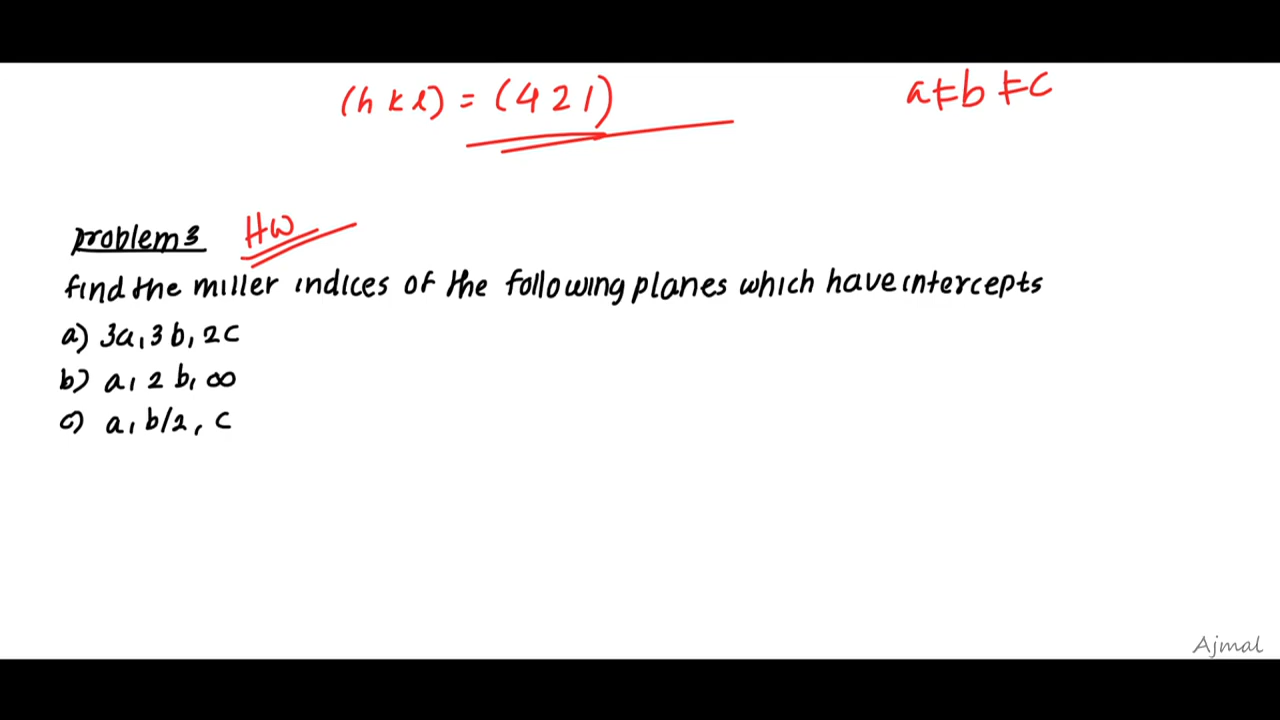 (h k l) = (4 2 1)
a ≠ b ≠ c
problem 3 HW
find the miller indices of the following planes which have intercepts
a) 3a, 3b, 2c
b) a, 2 b, ∞
c) a, b/2, c
Ajmal